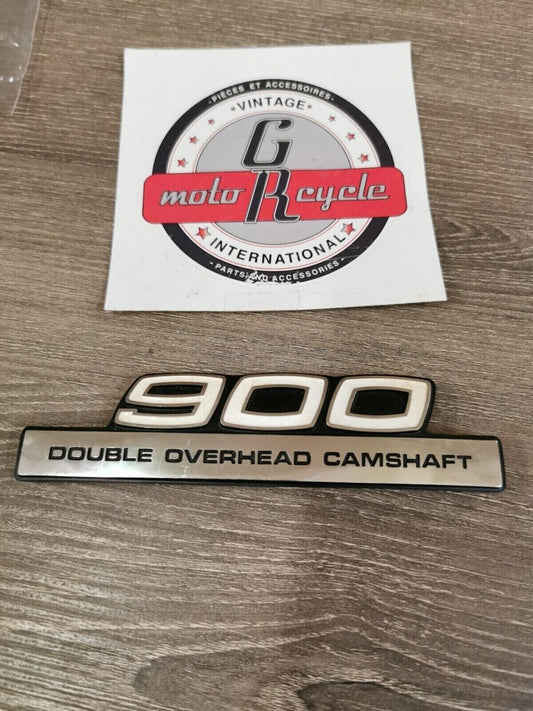 PIÈCES ET ACCESSOIRES
VINTAGE
G
motoRcycle
INTERNATIONAL
PARTS AND ACCESSORIES
900
DOUBLE OVERHEAD CAMSHAFT